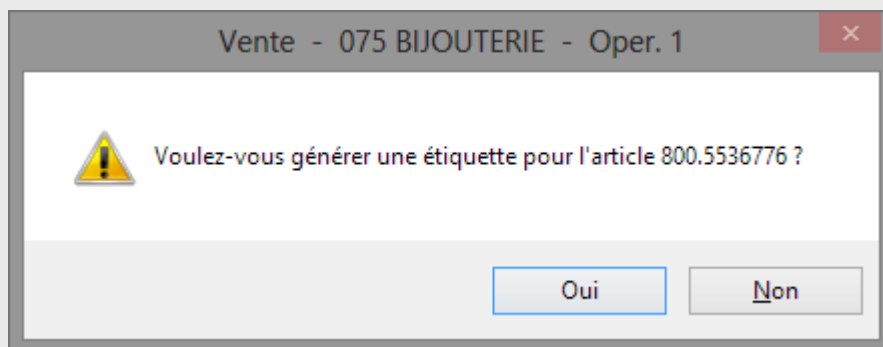 Vente - 075 BIJOUTERIE - Oper. 1
Voulez-vous générer une étiquette pour l'article 800.5536776 ?
Oui
Non